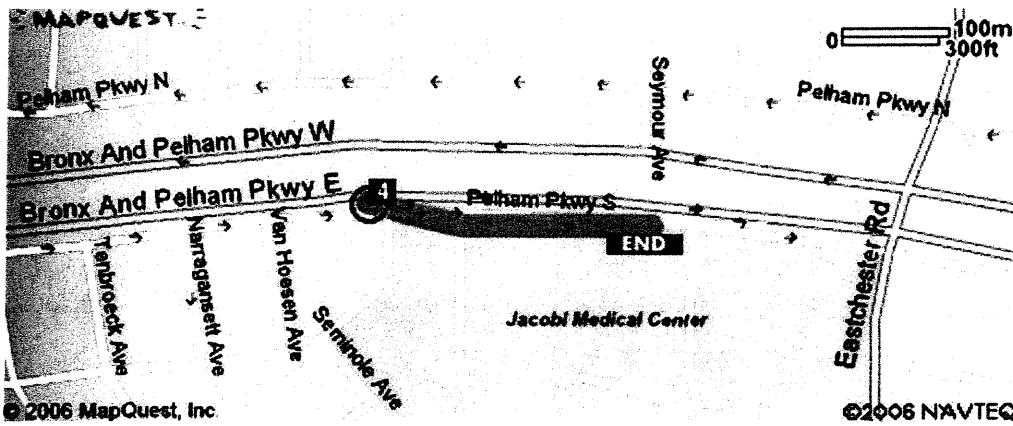 MAPQUEST
0
100m
300ft
Pelham Pkwy N
Seymour Ave
Pelham Pkwy N
Bronx And Pelham Pkwy W
Bronx And Pelham Pkwy E
4
Pelham Pkwy S
END
Tenbroeck Ave
Narragansett Ave
Van Hoesen Ave
Seminole Ave
Jacobi Medical Center
Eastchester Rd
© 2006 MapQuest, Inc.
©2006 NAVTEQ